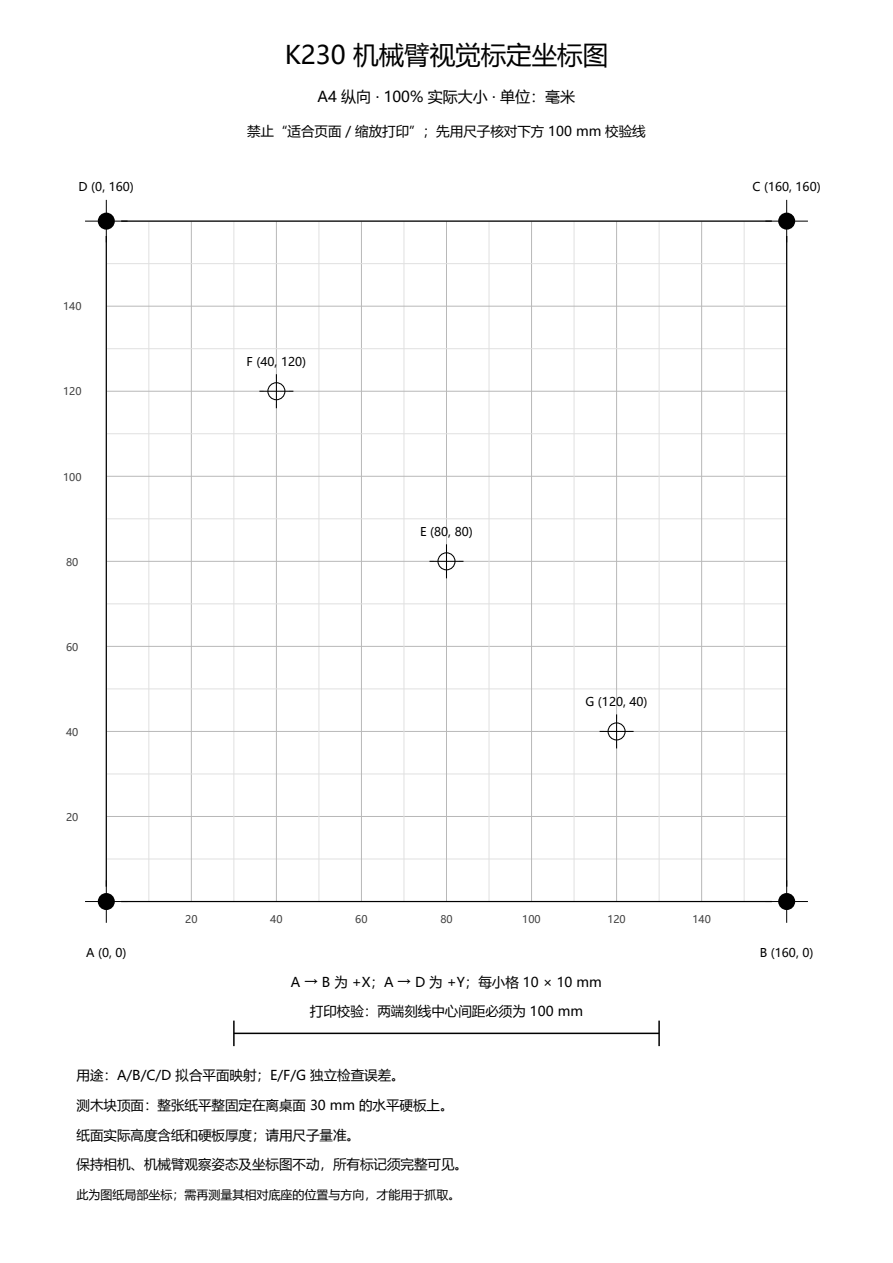 K230 机械臂视觉标定坐标图
A4 纵向 · 100% 实际大小 · 单位：毫米
禁止“适合页面 / 缩放打印”；先用尺子核对下方 100 mm 校验线
D (0, 160)
C (160, 160)
140
F (40, 120)
120
100
E (80, 80)
80
60
G (120, 40)
40
20
20
40
60
80
100
120
140
A (0, 0)
B (160, 0)
A → B 为 +X；A → D 为 +Y；每小格 10 × 10 mm
打印校验：两端刻线中心间距必须为 100 mm
用途：A/B/C/D 拟合平面映射；E/F/G 独立检查误差。
测木块顶面：整张纸平整固定在离桌面 30 mm 的水平硬板上。
纸面实际高度含纸和硬板厚度；请用尺子量准。
保持相机、机械臂观察姿态及坐标图不动，所有标记须完整可见。
此为图纸局部坐标；需再测量其相对底座的位置与方向，才能用于抓取。